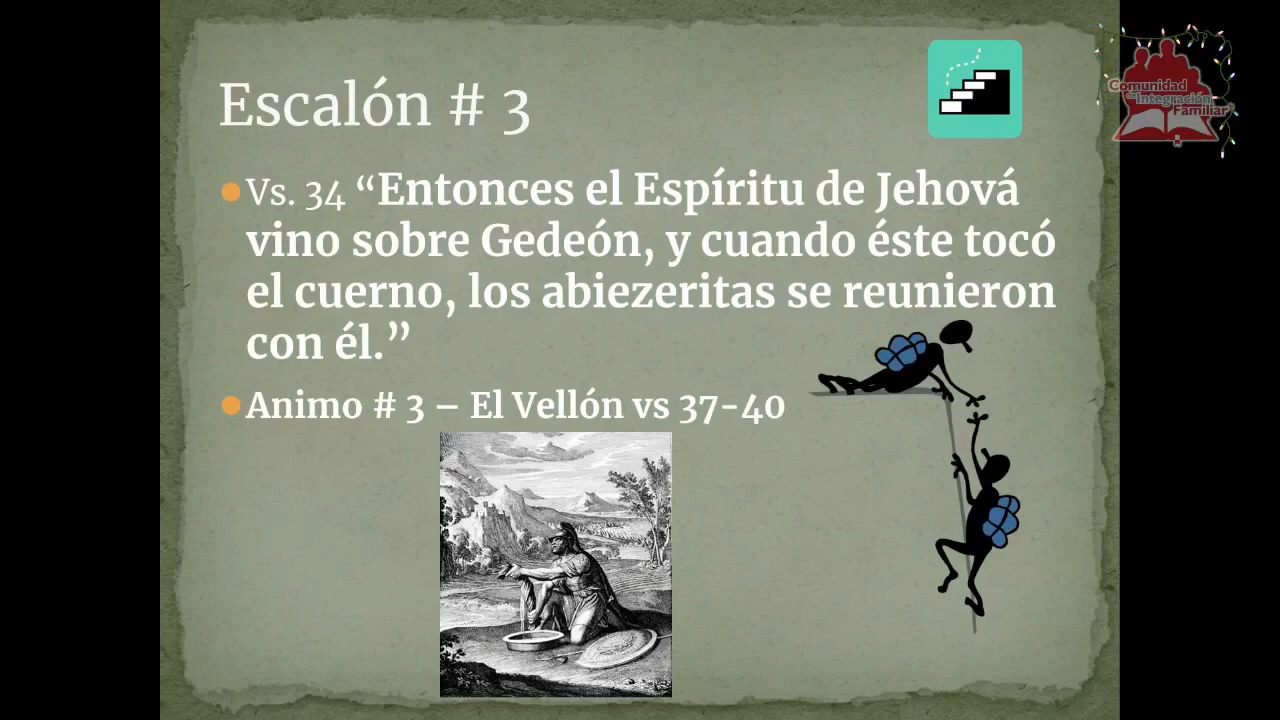 Escalón # 3
Vs. 34 “Entonces el Espíritu de Jehová
vino sobre Gedeón, y cuando éste tocó
el cuerno, los abiezeritas se reunieron
con él.”
Animo # 3 – El Vellón vs 37-40
Comunidad
de Integración
Familiar